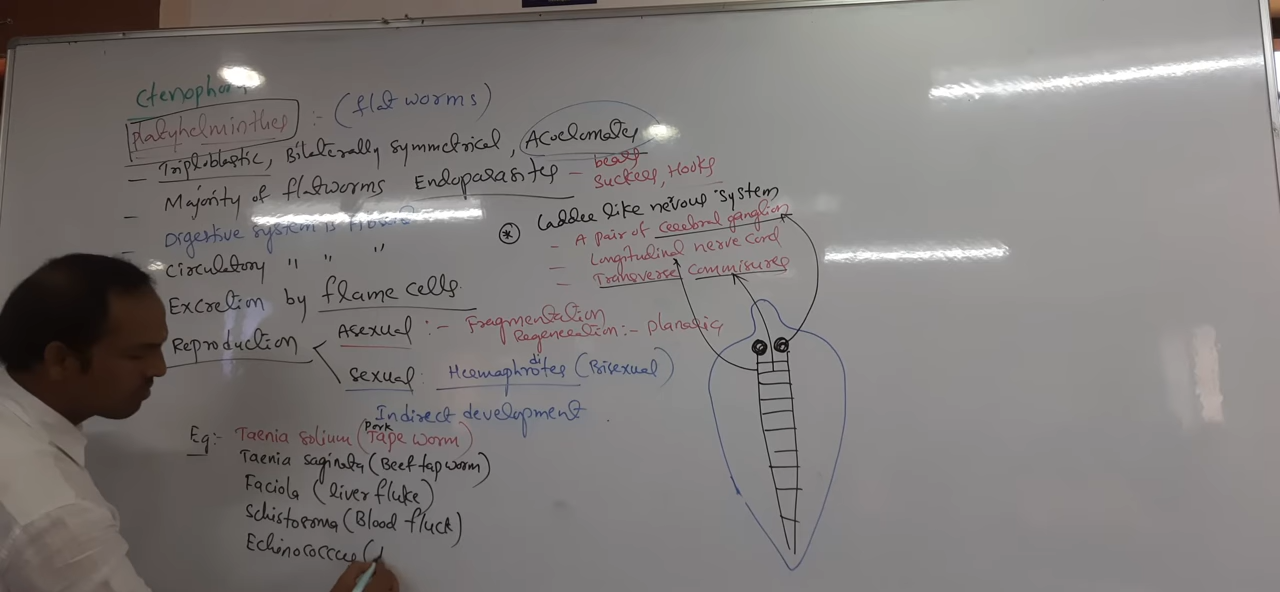 Platyhelminthes :- (flat worms)
- Triploblastic, Bilaterally symmetrical, Acoelomates
- Majority of flatworms Endoparasites - Suckers, Hooks
- Digestive system is
Circulatory " " "
Excretion by flame cells.
Reproduction
Asexual :- Fragmentation
Regeneration :- planaria
Sexual : (Bisexual)
Indirect development
Eg:- Taenia solium (Pork Tape worm)
Taenia saginata (Beef tap worm)
Faciola (liver fluke)
Schistosoma (Blood fluck)
Echinococcus (
* Ladder like nervous system
- A pair of cerebral ganglion
- Longitudinal nerve cord
- Transverse commisures